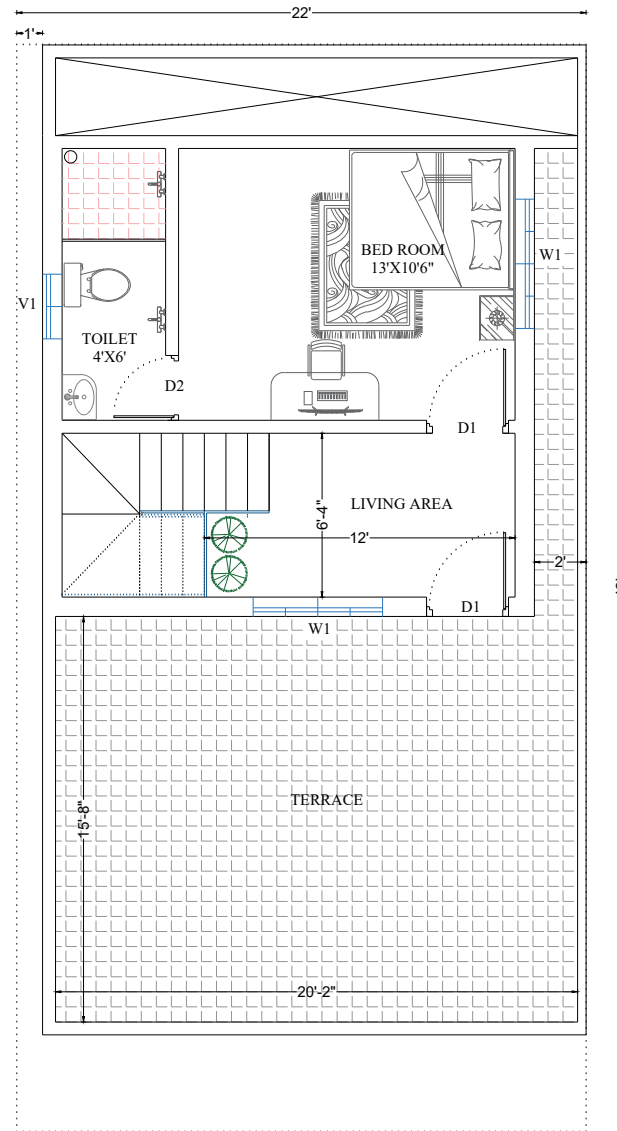 22'
1'
BED ROOM
13'X10'6"
W1
V1
TOILET
4'X6'
D2
D1
LIVING AREA
6'-4"
12'
2'
D1
W1
TERRACE
15'-8"
20'-2"